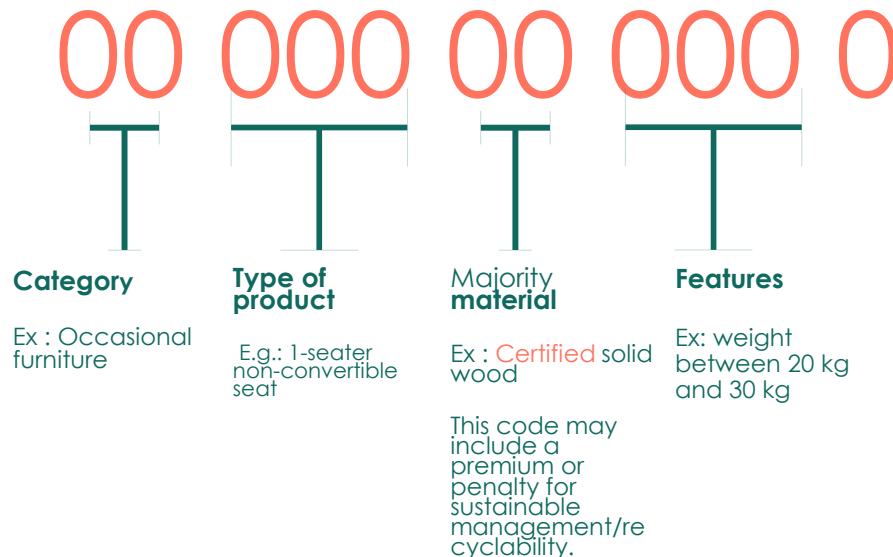 00 000 00 000 0
Category
Ex : Occasional
furniture
Type of
product
E.g.: 1-seater
non-convertible
seat
Majority
material
Ex : Certified solid
wood
This code may
include a
premium or
penalty for
sustainable
management/re
cyclability.
Features
Ex: weight
between 20 kg
and 30 kg